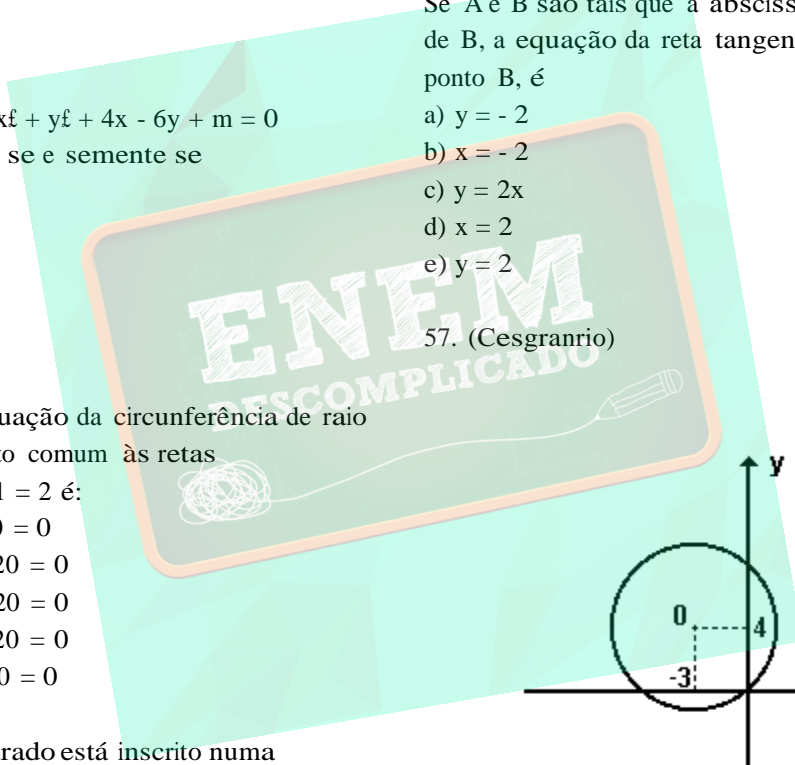 x£ + y£ + 4x - 6y + m = 0
se e semente se
uação da circunferência de raio
to comum às retas
1 = 2 é:
0 = 0
20 = 0
20 = 0
20 = 0
0 = 0
rado está inscrito numa
Se A e B são tais que a absciss
de B, a equação da reta tangen
ponto B, é
a) y = - 2
b) x = - 2
c) y = 2x
d) x = 2
e) y = 2
57. (Cesgranrio)
ENEM
DESCOMPLICADO
y
0
4
-3